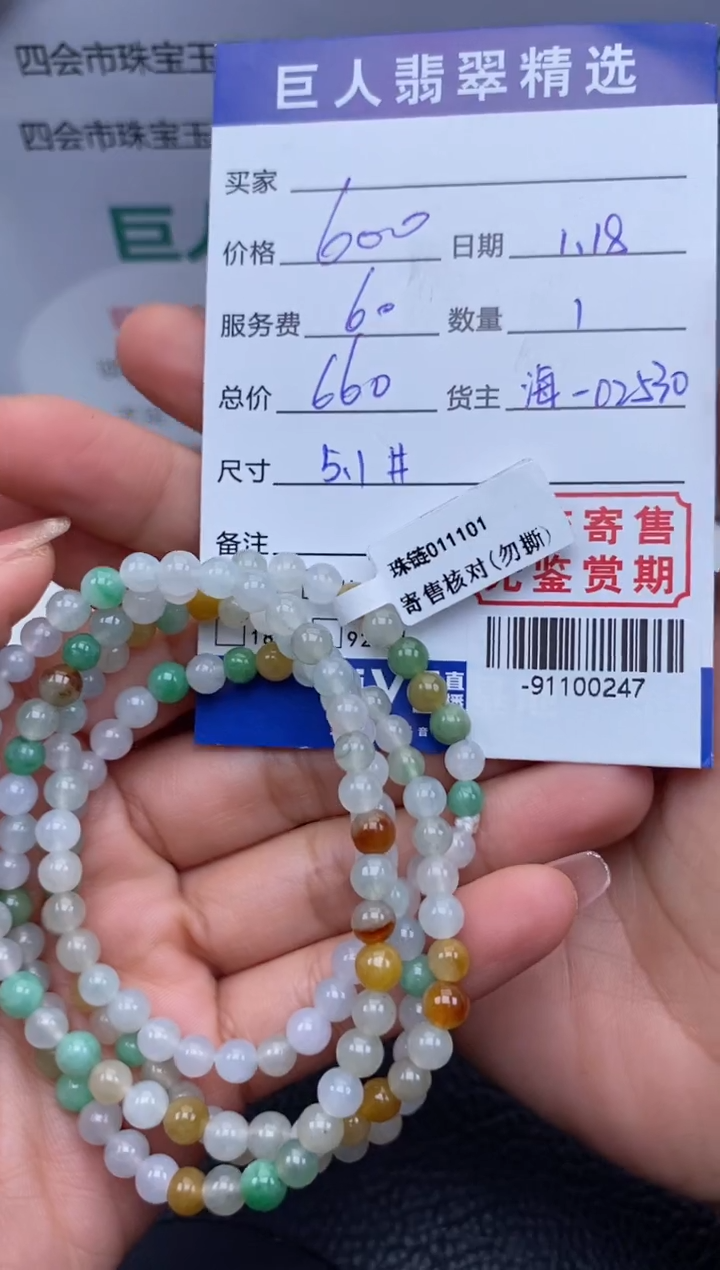 四会市珠宝玉
四会市珠宝玉
巨人翡翠精选
买家
价格 600 日期 1.18
服务费 60 数量 1
总价 660 货主 海-02530
尺寸 5.1#
备注
珠链011101
寄售核对(勿撕)
寄售
鉴赏期
直播
-91100247